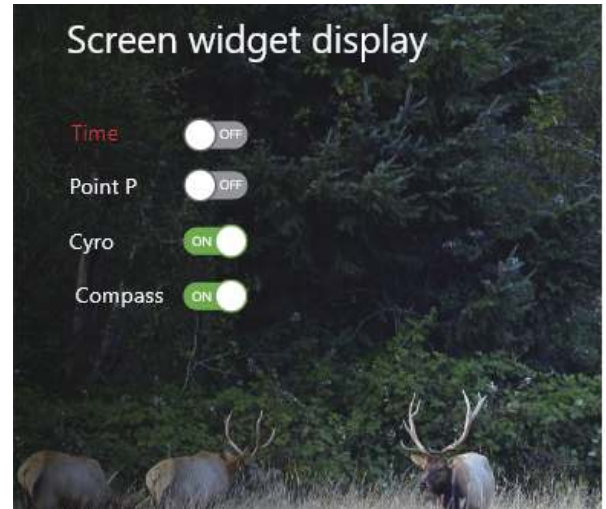 Screen widget display
Time OFF
Point P OFF
Cyro ON
Compass ON